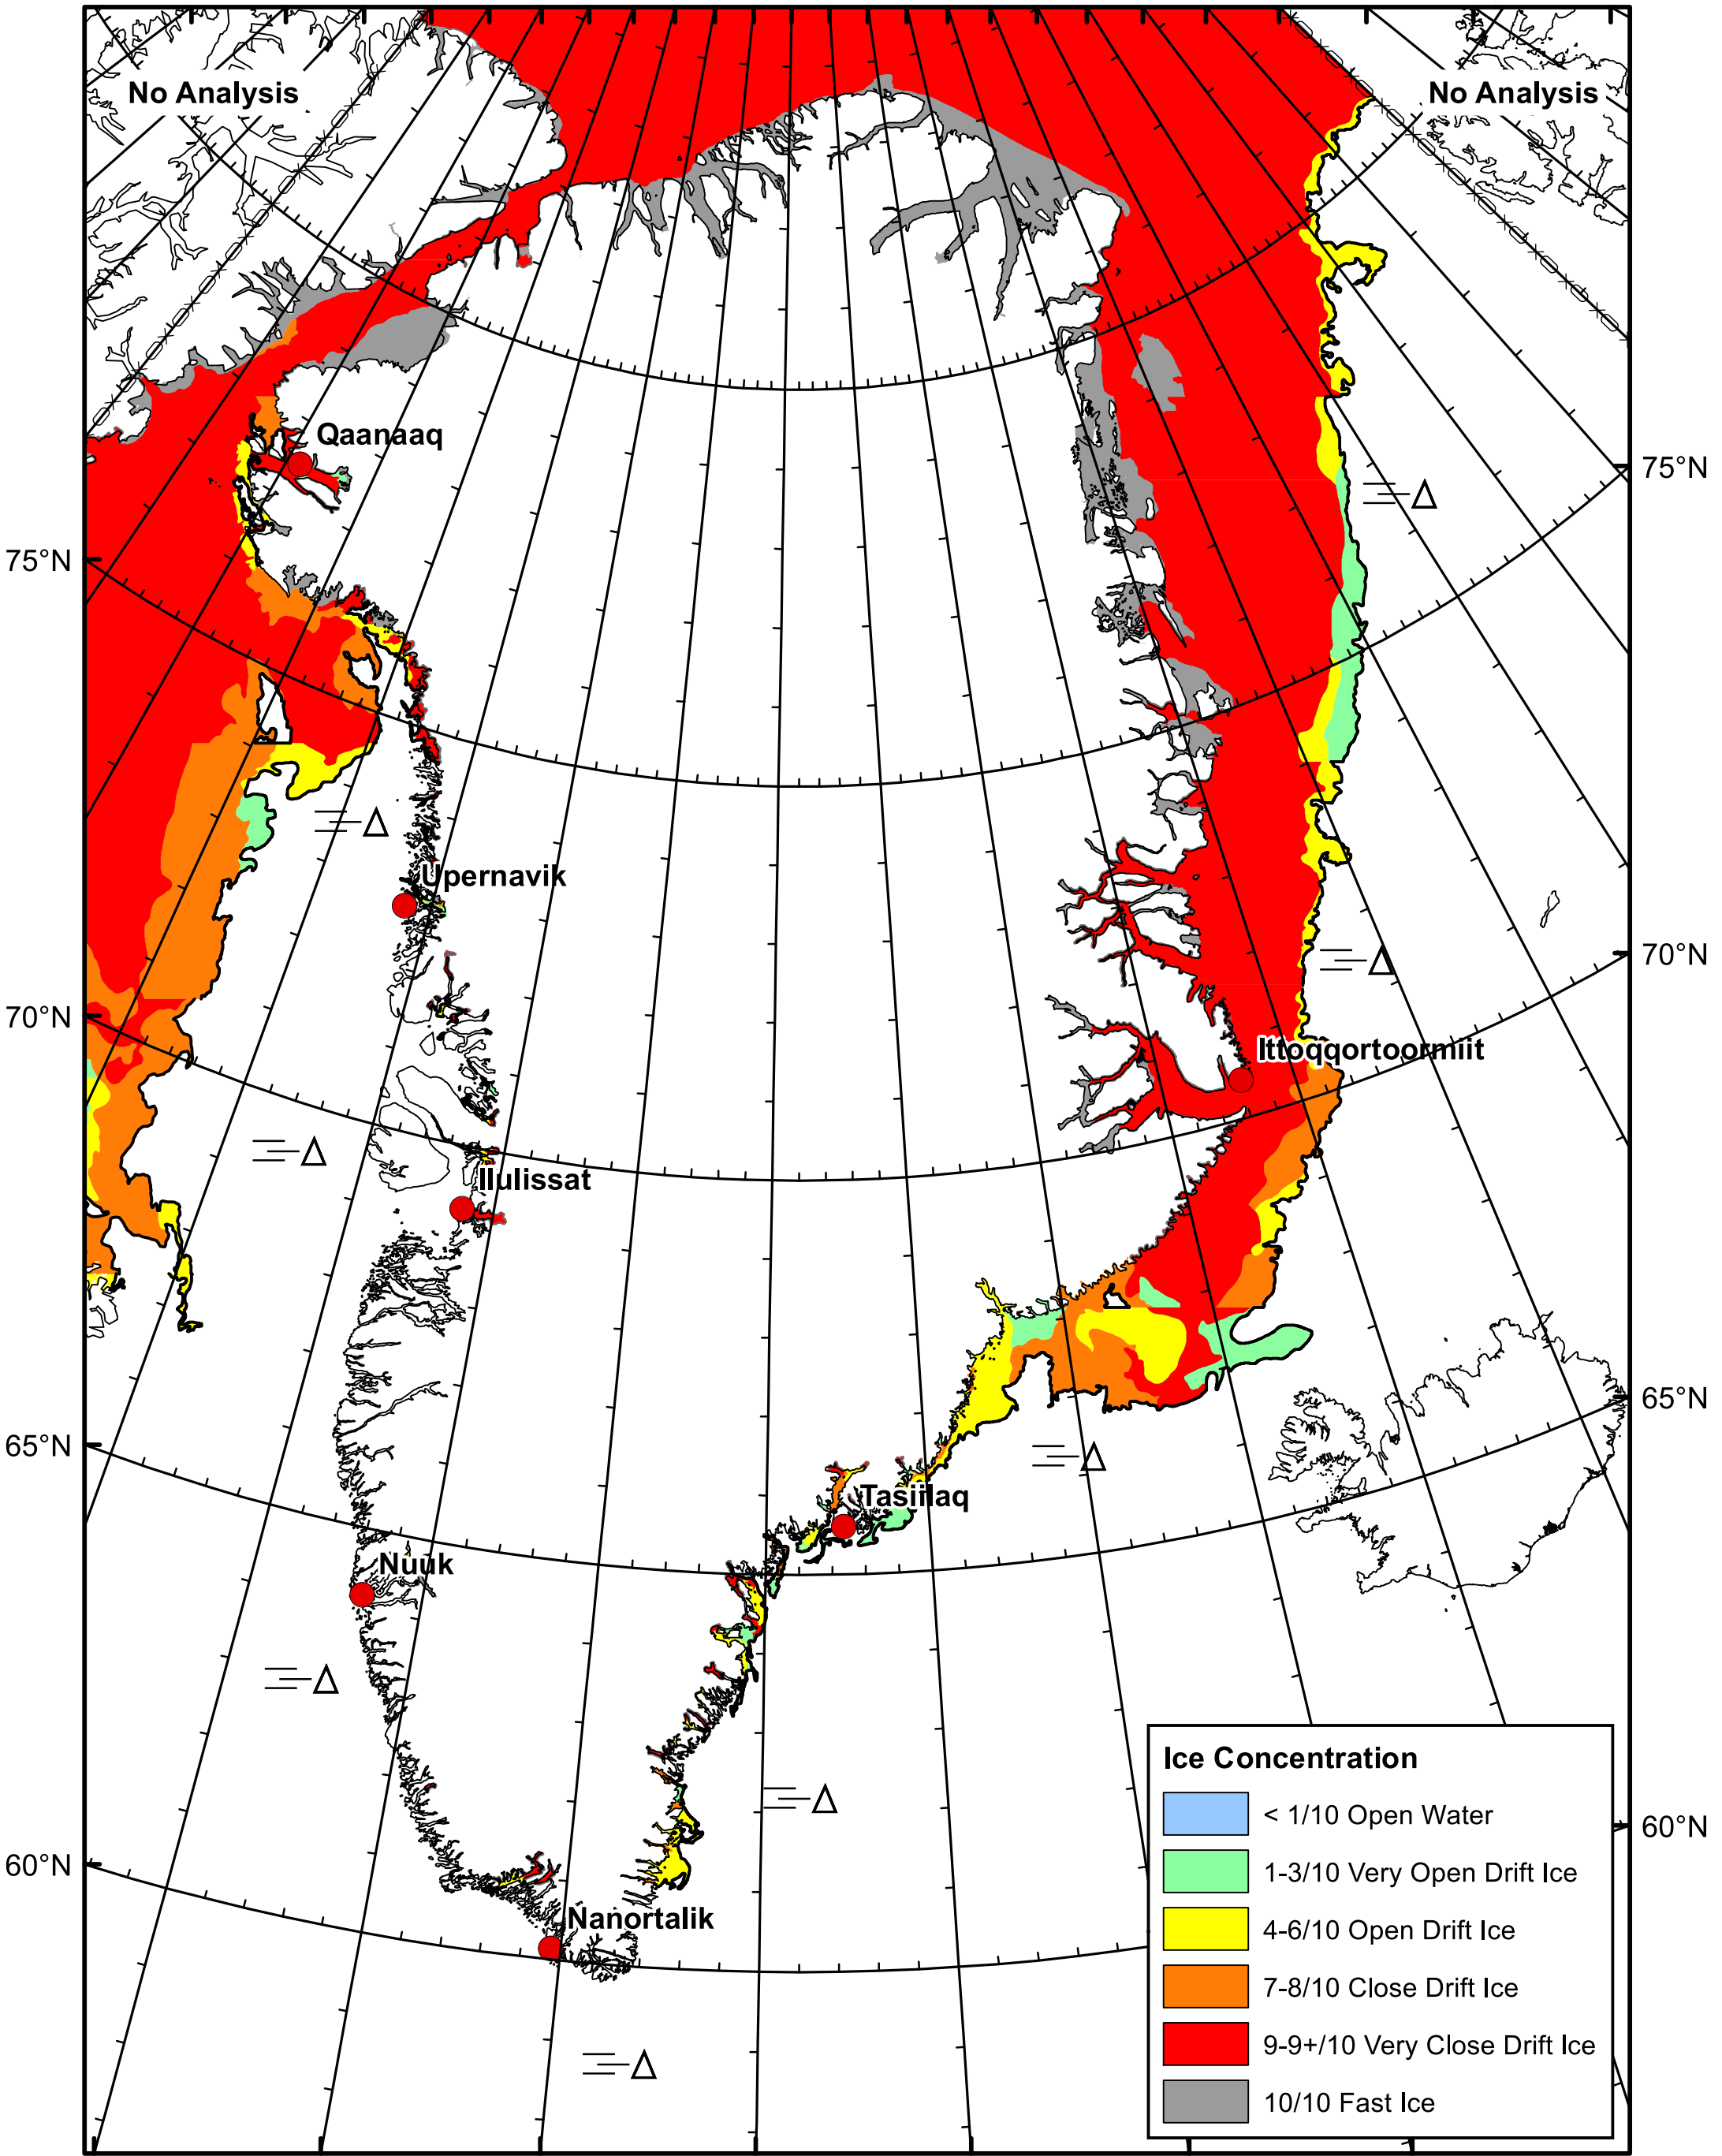 No Analysis
No Analysis
Qaanaaq
75°N
75°N
Upernavik
70°N
70°N
Ittoqqortoormiit
Ilulissat
65°N
65°N
Tasiilaq
Nuuk
60°N
60°N
Nanortalik
Ice Concentration
< 1/10 Open Water
1-3/10 Very Open Drift Ice
4-6/10 Open Drift Ice
7-8/10 Close Drift Ice
9-9+/10 Very Close Drift Ice
10/10 Fast Ice